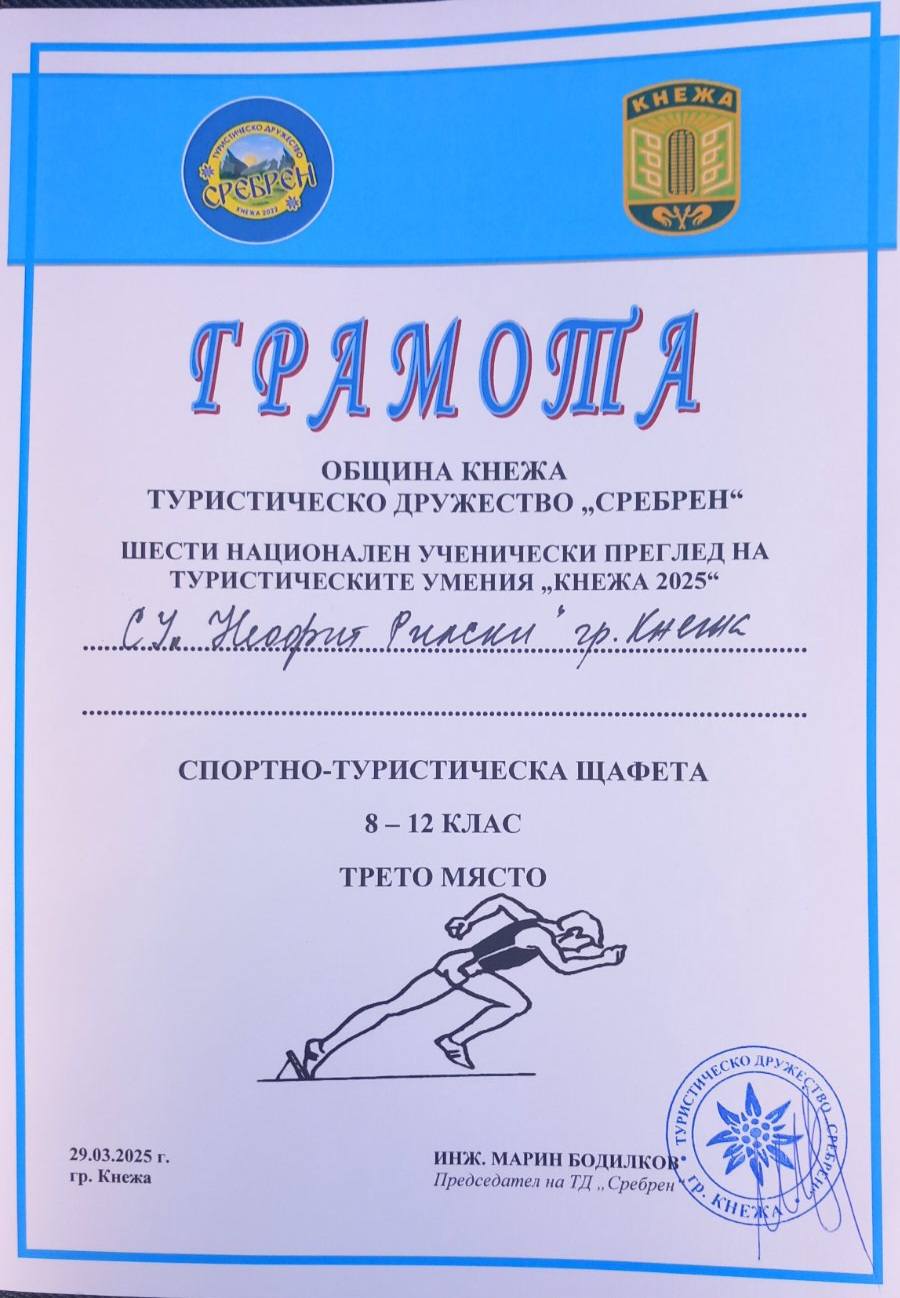 ТУРИСТИЧЕСКО ДРУЖЕСТВО
СРЕБРЕН
КНЕЖА 2022
КНЕЖА
ГРАМОТА
ОБЩИНА КНЕЖА
ТУРИСТИЧЕСКО ДРУЖЕСТВО „СРЕБРЕН“
ШЕСТИ НАЦИОНАЛЕН УЧЕНИЧЕСКИ ПРЕГЛЕД НА
ТУРИСТИЧЕСКИТЕ УМЕНИЯ „КНЕЖА 2025“
СУ „Неофит Рилски“ гр. Кнежа
СПОРТНО-ТУРИСТИЧЕСКА ЩАФЕТА
8 – 12 КЛАС
ТРЕТО МЯСТО
29.03.2025 г.
гр. Кнежа
ИНЖ. МАРИН БОДИЛКОВ
Председател на ТД „Сребрен
ТУРИСТИЧЕСКО ДРУЖЕСТВО „СРЕБРЕН“
гр. КНЕЖА